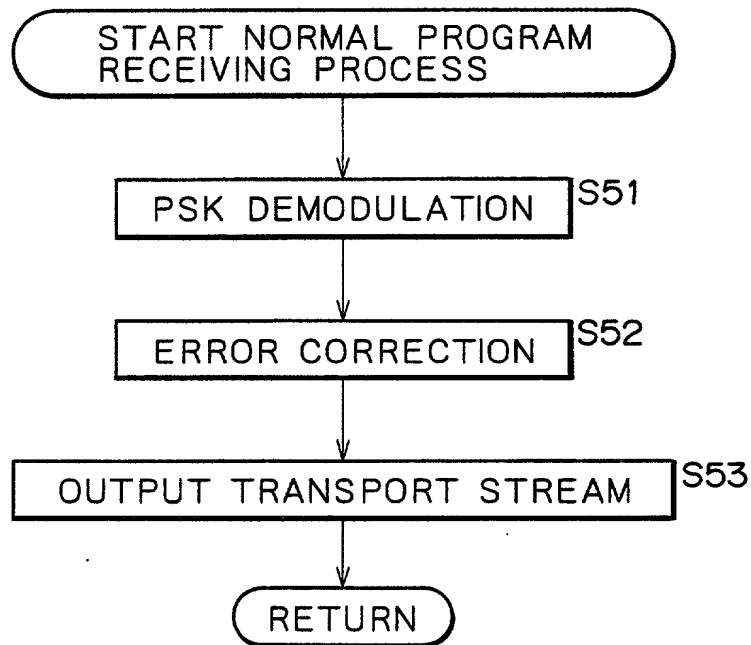 START NORMAL PROGRAM
RECEIVING PROCESS
PSK DEMODULATION
S51
ERROR CORRECTION
S52
OUTPUT TRANSPORT STREAM
S53
RETURN